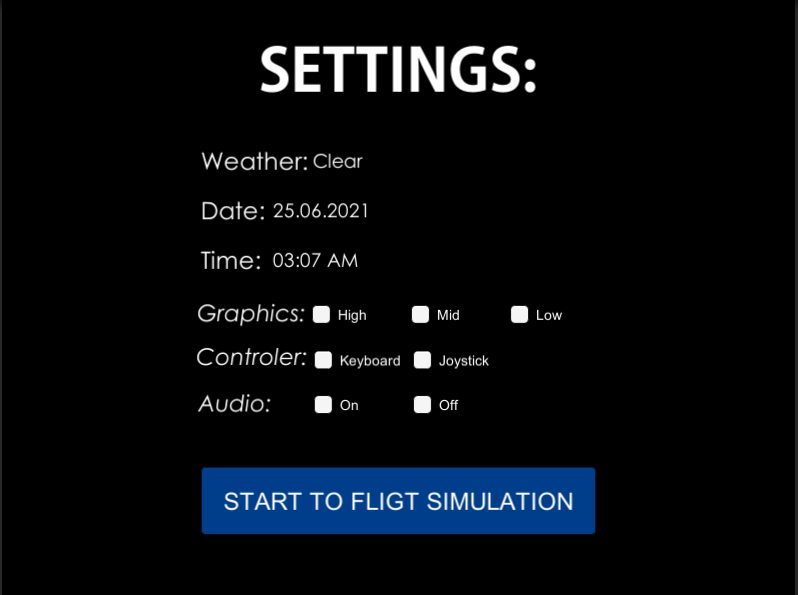 SETTINGS:
Weather: Clear
Date: 25.06.2021
Time: 03:07 AM
Graphics: High Mid Low
Controler: Keyboard Joystick
Audio: On Off
START TO FLIGT SIMULATION